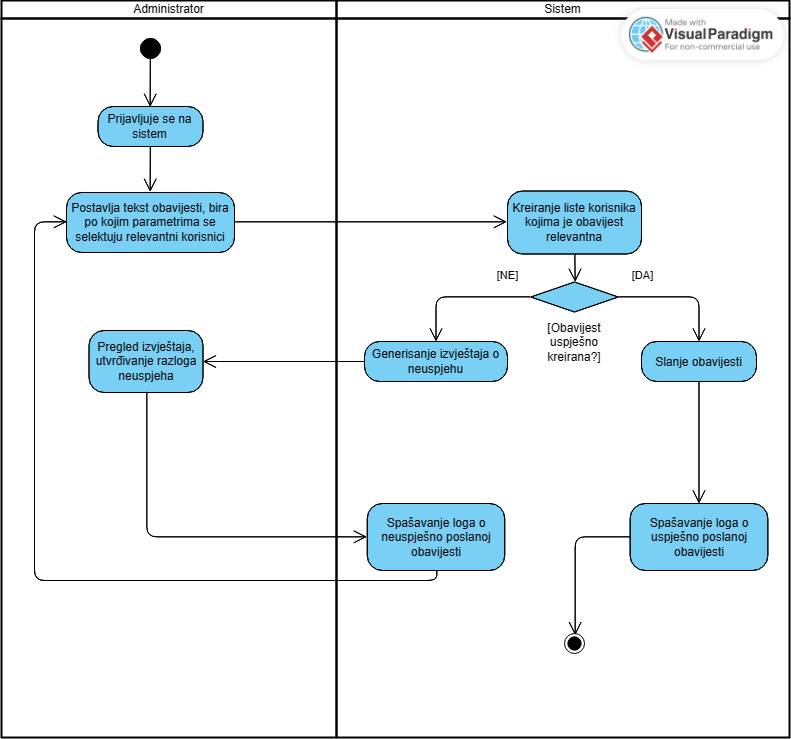 Administrator
Sistem
Made with
VisualParadigm
For non-commercial use
Prijavljuje se na
sistem
Postavlja tekst obavijesti, bira
po kojim parametrima se
selektuju relevantni korisnici
Kreiranje liste korisnika
kojima je obavijest
relevantna
[NE]
[DA]
[Obavijest
uspješno
kreirana?]
Pregled izvještaja,
utvrđivanje razloga
neuspjeha
Generisanje izvještaja o
neuspjehu
Slanje obavijesti
Spašavanje loga o
neuspješno poslanoj
obavijesti
Spašavanje loga o
uspješno poslanoj
obavijesti